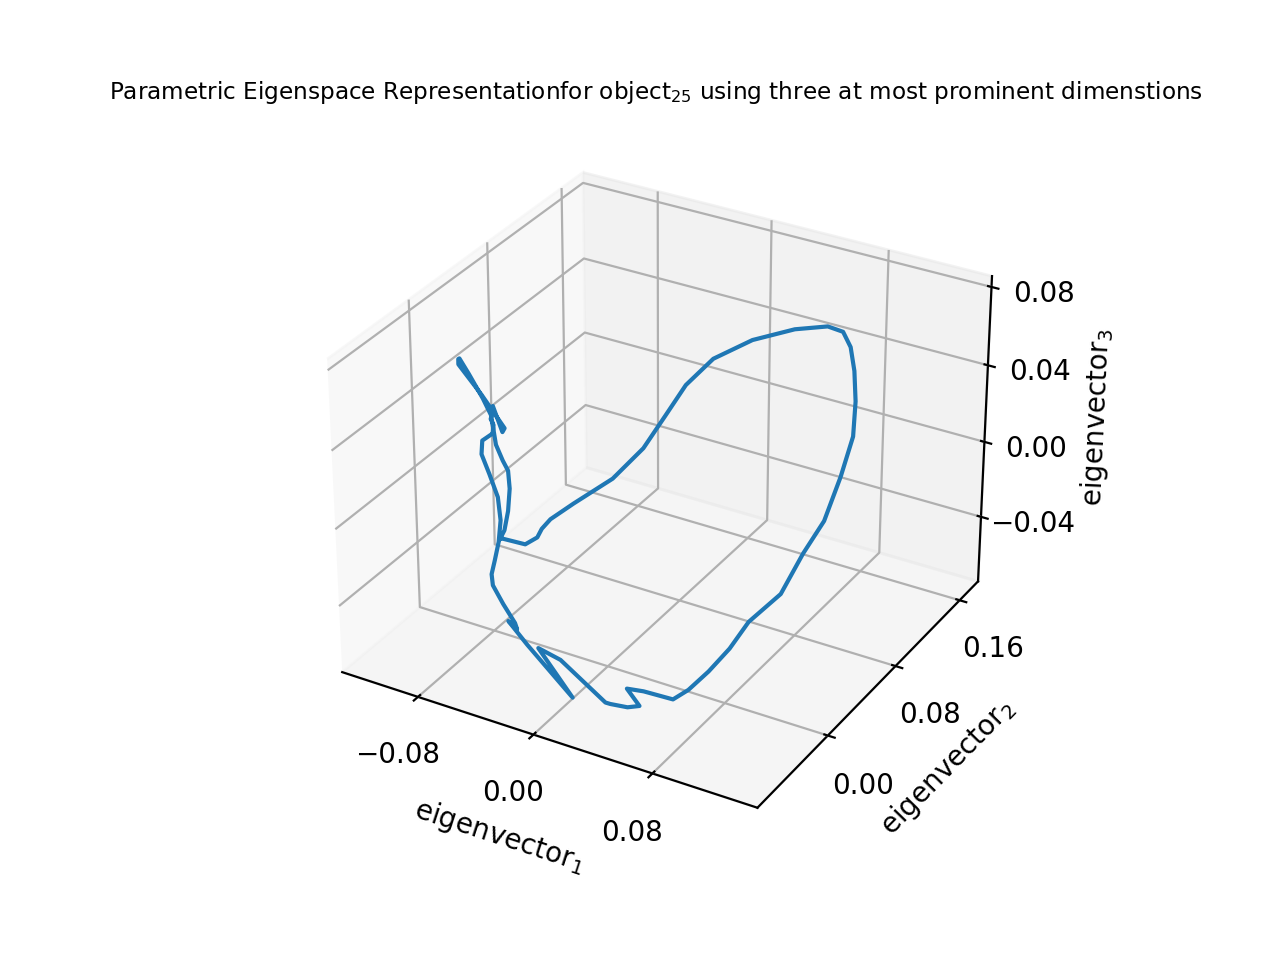 Parametric Eigenspace Representationfor object₂₅ using three at most prominent dimenstions
0.08
0.04
0.00
−0.04
eigenvector₃
0.16
0.08
0.00
eigenvector₂
−0.08
0.00
0.08
eigenvector₁